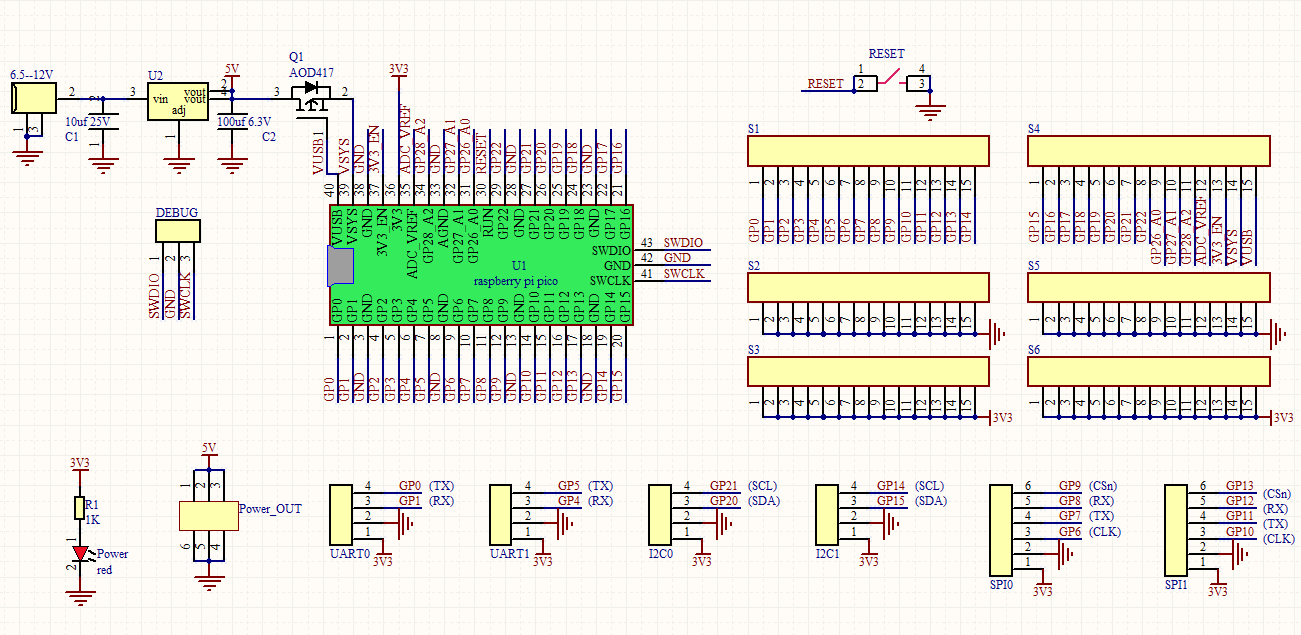 6.5--12V
2
1
3
10uf 25V
C1
2
1
U2
3
vin
vout
vout
adj
1
2
4
5V
100uf 6.3V
C2
Q1
AOD417
3
2
3V3
VUSB1
VSYS
GND
3V3_EN
ADC_VREF
GP28_A2
GND
GP27_A1
GP26_A0
RESET
GP22
GND
GP21
GP20
GP19
GP18
GND
GP17
GP16
40 39 38 37 36 35 34 33 32 31 30 29 28 27 26 25 24 23 22 21
VUSB
VSYS
GND
3V3_EN
3V3
ADC_VREF
GP28_A2
AGND
GP27_A1
GP26_A0
RUN
GP22
GND
GP21
GP20
GP19
GP18
GND
GP17
GP16
U1
raspberry pi pico
SWDIO 43 SWDIO
GND 42 GND
SWCLK 41 SWCLK
GP0
GP1
GND
GP2
GP3
GP4
GP5
GND
GP6
GP7
GP8
GP9
GND
GP10
GP11
GP12
GP13
GND
GP14
GP15
1 2 3 4 5 6 7 8 9 10 11 12 13 14 15 16 17 18 19 20
GP0
GP1
GND
GP2
GP3
GP4
GP5
GND
GP6
GP7
GP8
GP9
GND
GP10
GP11
GP12
GP13
GND
GP14
GP15
DEBUG
1 2 3
SWDIO
GND
SWCLK
RESET
RESET
1
2
4
3
S1
1 2 3 4 5 6 7 8 9 10 11 12 13 14 15
GP0
GP1
GP2
GP3
GP4
GP5
GP6
GP7
GP8
GP9
GP10
GP11
GP12
GP13
GP14
S4
1 2 3 4 5 6 7 8 9 10 11 12 13 14 15
GP15
GP16
GP17
GP18
GP19
GP20
GP21
GP22
GP26_A0
GP27_A1
GP28_A2
ADC_VREF
3V3_EN
VSYS
VUSB
S2
1 2 3 4 5 6 7 8 9 10 11 12 13 14 15
S5
1 2 3 4 5 6 7 8 9 10 11 12 13 14 15
S3
1 2 3 4 5 6 7 8 9 10 11 12 13 14 15
3V3
S6
1 2 3 4 5 6 7 8 9 10 11 12 13 14 15
3V3
3V3
R1
1K
1
2
Power
red
5V
1 2 3
Power_OUT
6 5 4
4 GP0 (TX)
3 GP1 (RX)
2
1
UART0
3V3
4 GP5 (TX)
3 GP4 (RX)
2
1
UART1
3V3
4 GP21 (SCL)
3 GP20 (SDA)
2
1
I2C0
3V3
4 GP14 (SCL)
3 GP15 (SDA)
2
1
I2C1
3V3
6 GP9 (CSn)
5 GP8 (RX)
4 GP7 (TX)
3 GP6 (CLK)
2
1
SPI0
3V3
6 GP13 (CSn)
5 GP12 (RX)
4 GP11 (TX)
3 GP10 (CLK)
2
1
SPI1
3V3